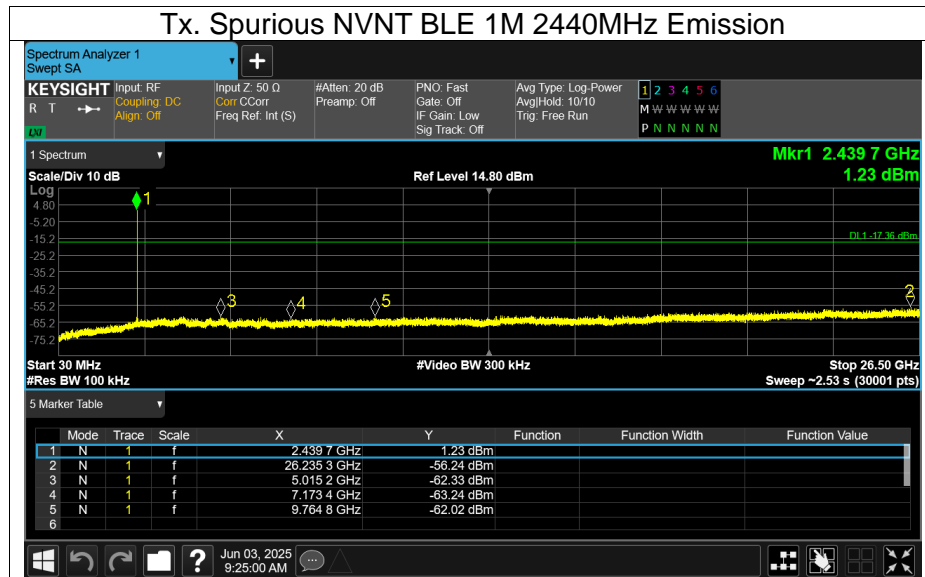 Tx. Spurious NVNT BLE 1M 2440MHz Emission
Spectrum Analyzer 1
Swept SA
+
KEYSIGHT Input: RF Input Z: 50 Ω #Atten: 20 dB PNO: Fast Avg Type: Log-Power 1 2 3 4 5 6
R T Coupling: DC Corr CCorr Preamp: Off Gate: Off Avg|Hold: 10/10 M W W W W W
Align: Off Freq Ref: Int (S) IF Gain: Low Trig: Free Run
LXI Sig Track: Off P N N N N N
1 Spectrum Mkr1 2.439 7 GHz
Scale/Div 10 dB Ref Level 14.80 dBm 1.23 dBm
Log
4.80 1
-5.20
-15.2 DL1 -17.36 dBm
-25.2
-35.2
-45.2 2
-55.2 3 4 5
-65.2
-75.2
Start 30 MHz #Video BW 300 kHz Stop 26.50 GHz
#Res BW 100 kHz Sweep ~2.53 s (30001 pts)
5 Marker Table
Mode Trace Scale X Y Function Function Width Function Value
1 N 1 f 2.439 7 GHz 1.23 dBm
2 N 1 f 26.235 3 GHz -56.24 dBm
3 N 1 f 5.015 2 GHz -62.33 dBm
4 N 1 f 7.173 4 GHz -63.24 dBm
5 N 1 f 9.764 8 GHz -62.02 dBm
6
? Jun 03, 2025
9:25:00 AM